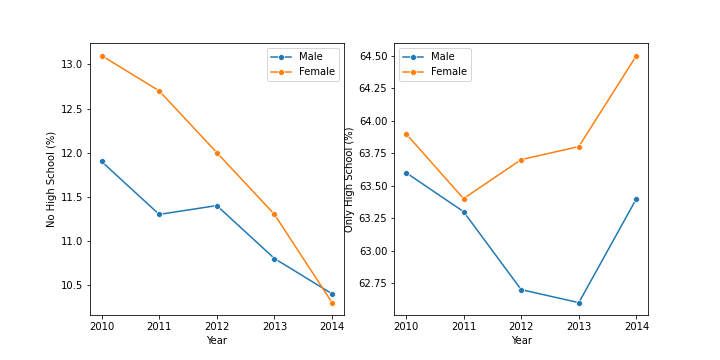 No High School (%)
13.0
12.5
12.0
11.5
11.0
10.5
2010 2011 2012 2013 2014
Year
Male
Female
Only High School (%)
64.50
64.25
64.00
63.75
63.50
63.25
63.00
62.75
2010 2011 2012 2013 2014
Year
Male
Female